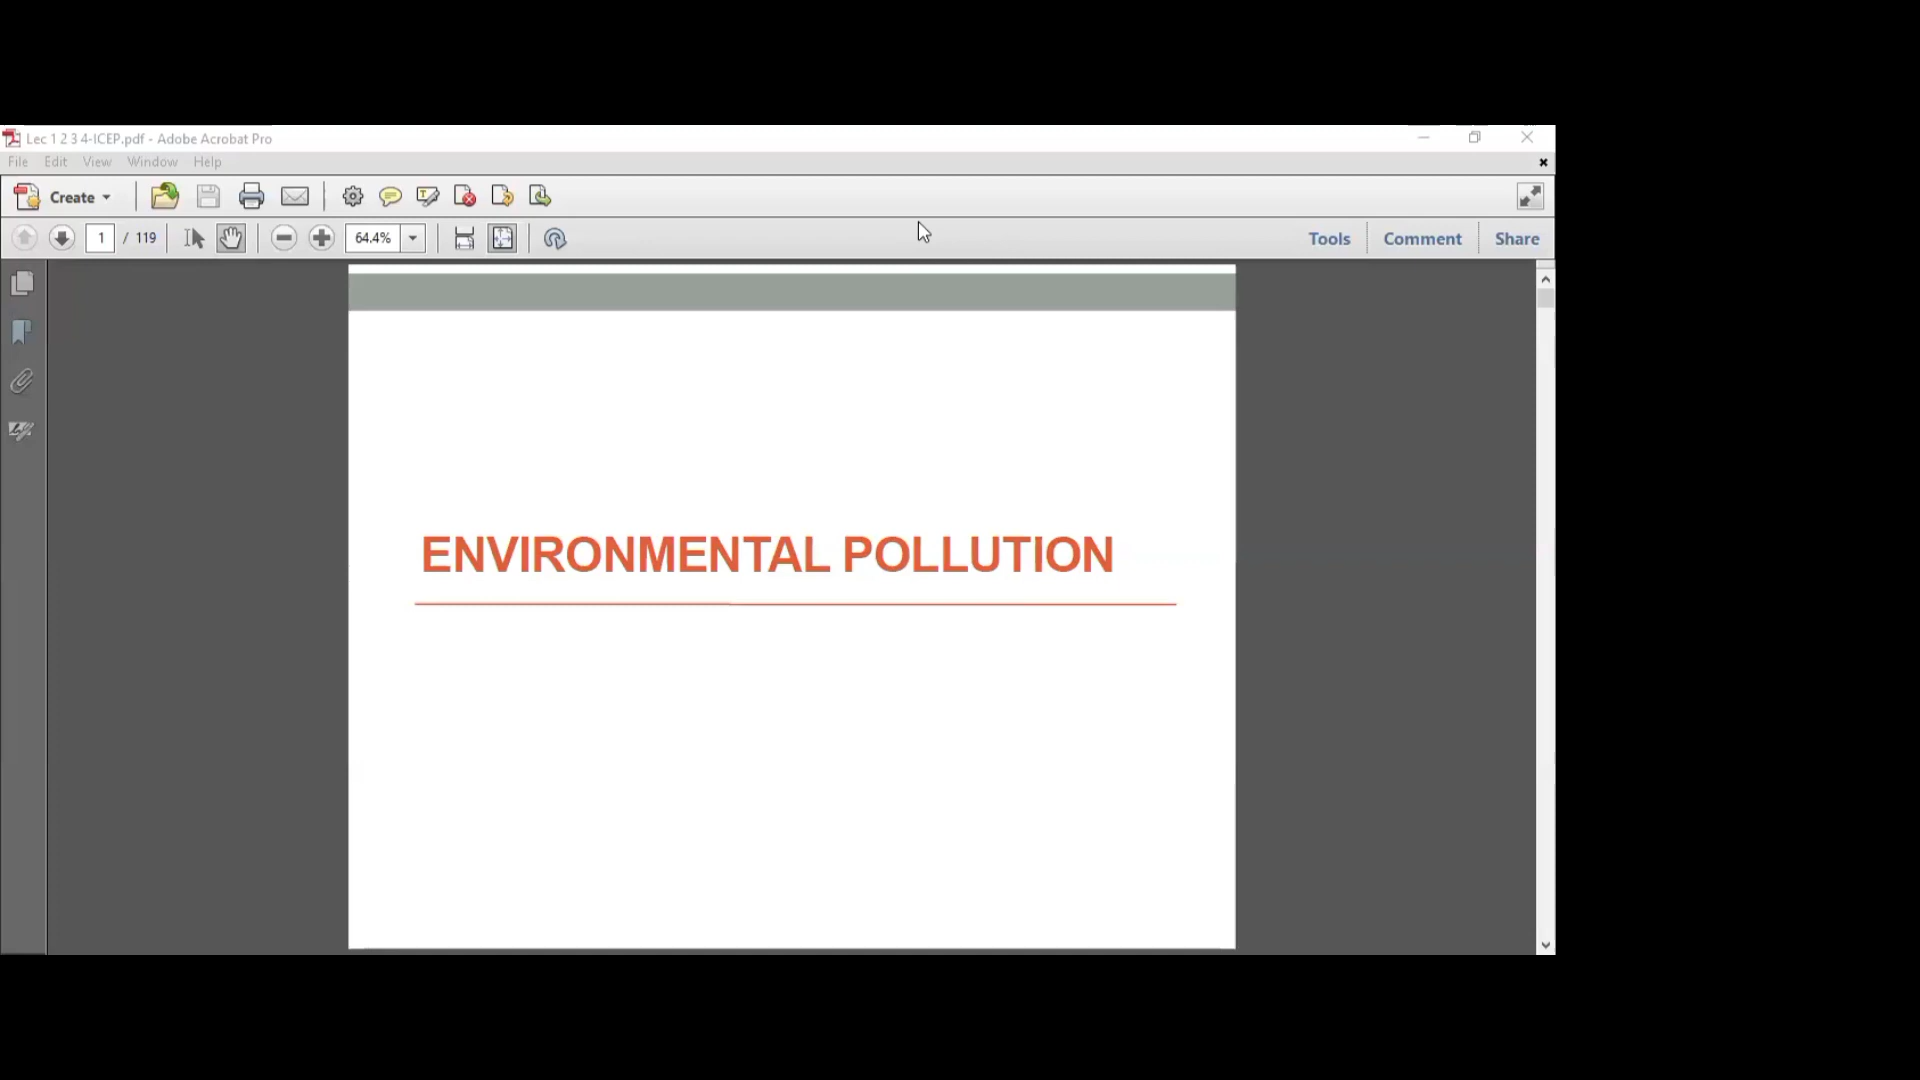 Lec 1 2 3 4-ICEP.pdf - Adobe Acrobat Pro
File Edit View Window Help
Create
1 / 119 64.4% Tools Comment Share
ENVIRONMENTAL POLLUTION